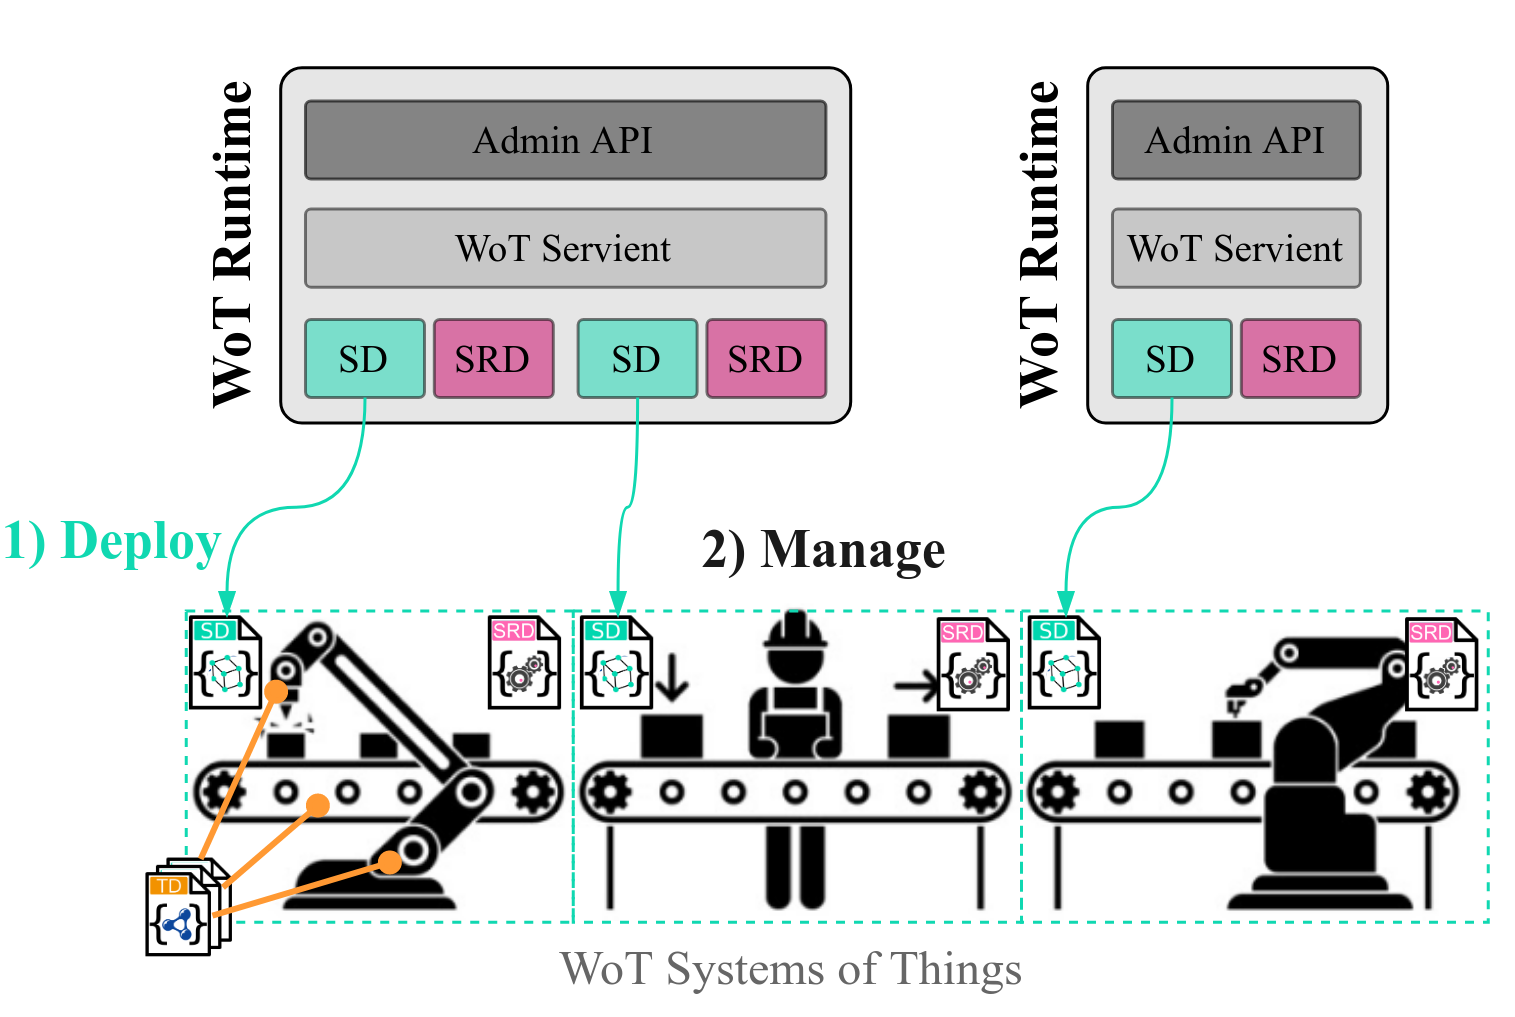 WoT Runtime
Admin API
WoT Servient
SD SRD SD SRD
WoT Runtime
Admin API
WoT Servient
SD SRD
1) Deploy
2) Manage
SD
SRD
SD
SRD
SD
SRD
TD
WoT Systems of Things